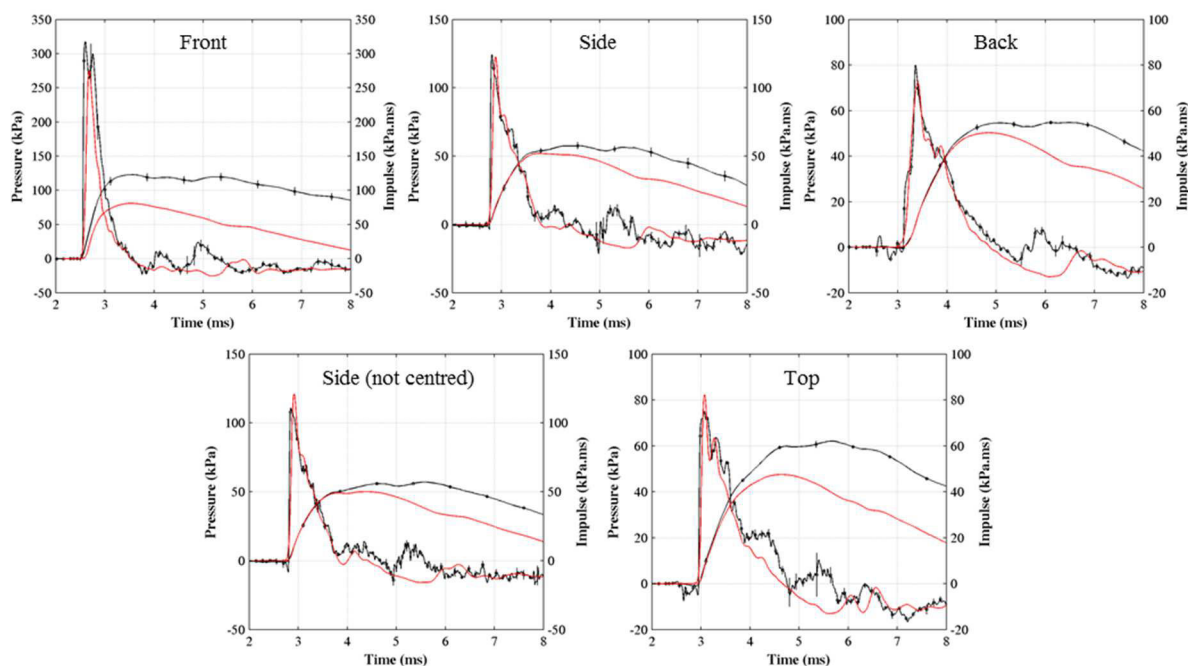 Front
350
300
250
200
150
100
50
0
-50
350
300
250
200
150
100
50
0
-50
Pressure (kPa)
Impulse (kPa.ms)
2 3 4 5 6 7 8
Time (ms)
Side
150
100
50
0
-50
150
100
50
0
-50
Pressure (kPa)
Impulse (kPa.ms)
2 3 4 5 6 7 8
Time (ms)
Back
100
80
60
40
20
0
-20
100
80
60
40
20
0
-20
Pressure (kPa)
Impulse (kPa.ms)
2 3 4 5 6 7 8
Time (ms)
Side (not centred)
150
100
50
0
-50
150
100
50
0
-50
Pressure (kPa)
Impulse (kPa.ms)
2 3 4 5 6 7 8
Time (ms)
Top
100
80
60
40
20
0
-20
100
80
60
40
20
0
-20
Pressure (kPa)
Impulse (kPa.ms)
2 3 4 5 6 7 8
Time (ms)